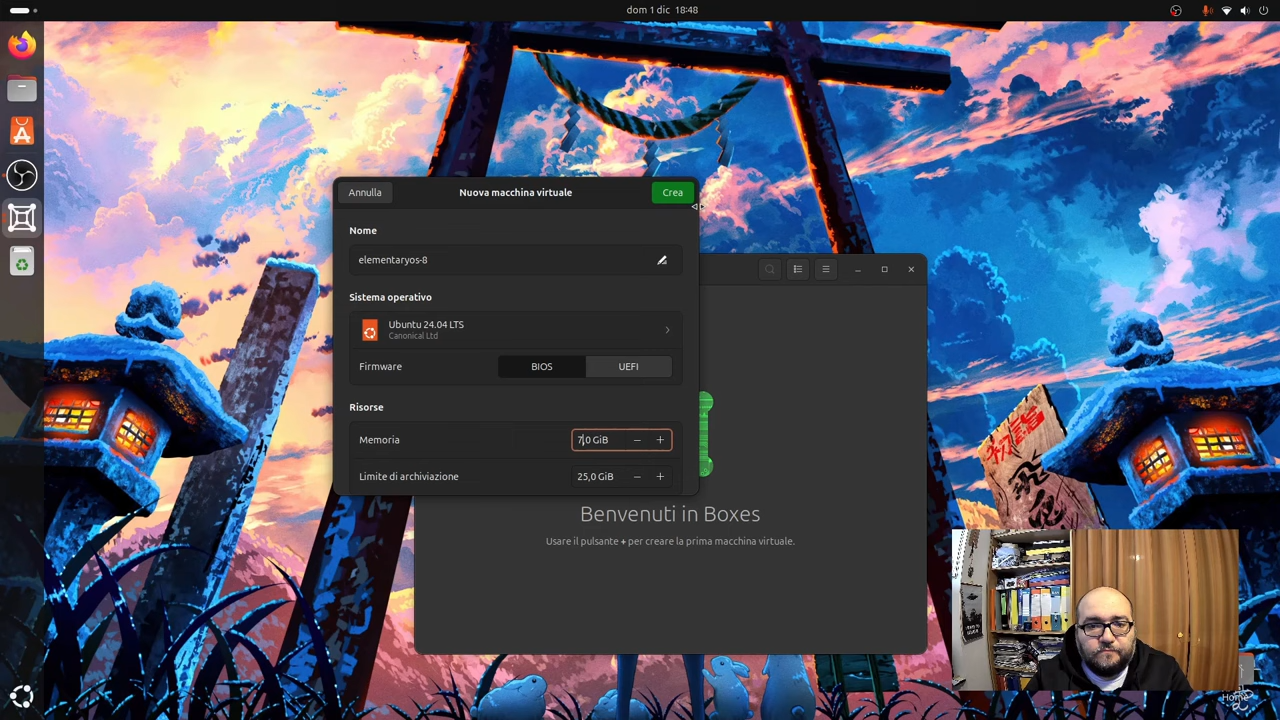 dom 1 dic 18:48
Annulla
Nuova macchina virtuale
Crea
Nome
elementaryos-8
Sistema operativo
Ubuntu 24.04 LTS
Canonical Ltd
Firmware
BIOS
UEFI
Risorse
Memoria
7,0 GiB
Limite di archiviazione
25,0 GiB
Benvenuti in Boxes
Usare il pulsante + per creare la prima macchina virtuale.
Home